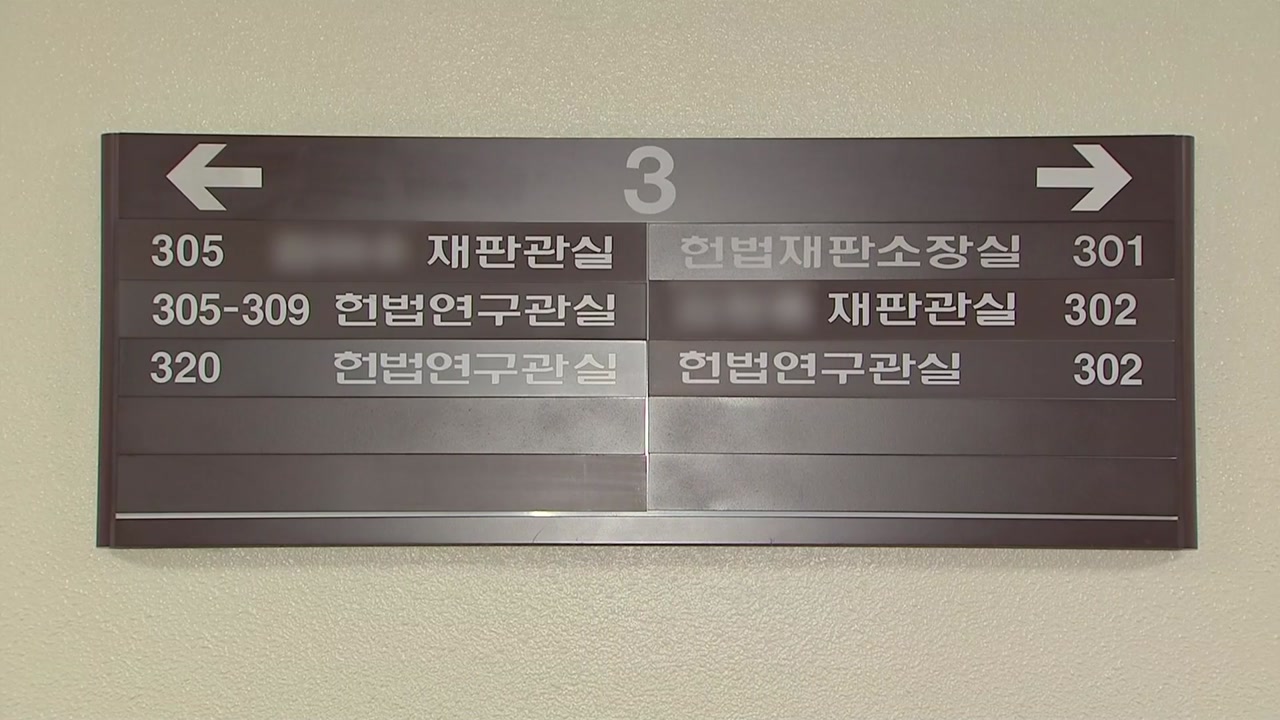 ← 3 →
305 재판관실
305-309 헌법연구관실
320 헌법연구관실
헌법재판소장실 301
재판관실 302
헌법연구관실 302